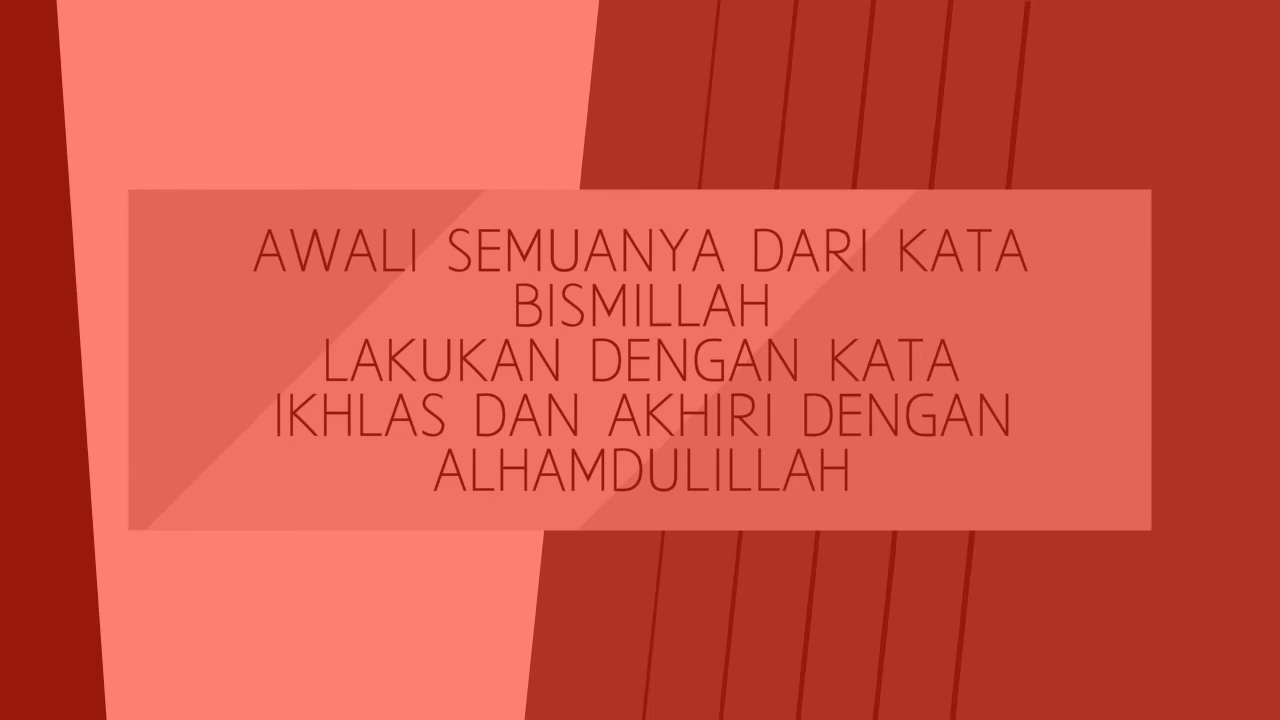 AWALI SEMUANYA DARI KATA
BISMILLAH
LAKUKAN DENGAN KATA
IKHLAS DAN AKHIRI DENGAN
ALHAMDULILLAH